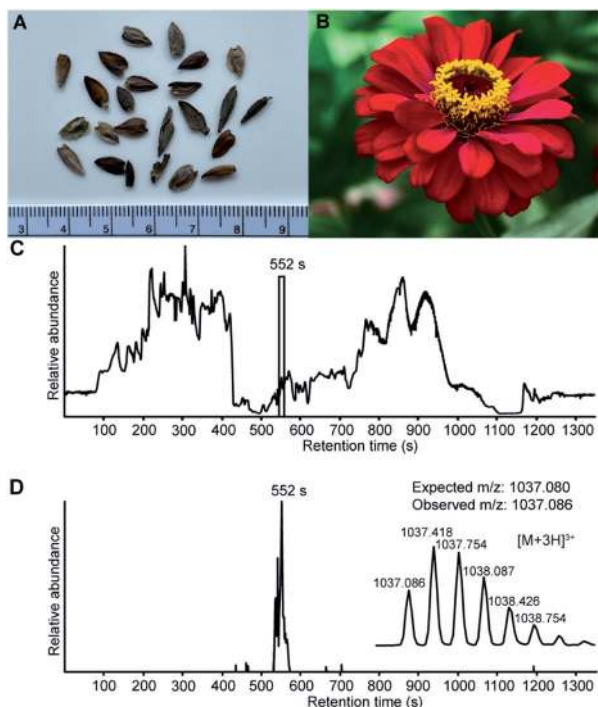 A
B
3 4 5 6 7 8 9
C
552 s
Relative abundance
100 200 300 400 500 600 700 800 900 1000 1100 1200 1300
Retention time (s)
D
552 s
Expected m/z: 1037.080
Observed m/z: 1037.086
[M+3H]³⁺
1037.418
1037.754
1037.086
1038.087
1038.426
1038.754
Relative abundance
100 200 300 400 500 600 700 800 900 1000 1100 1200 1300
Retention time (s)